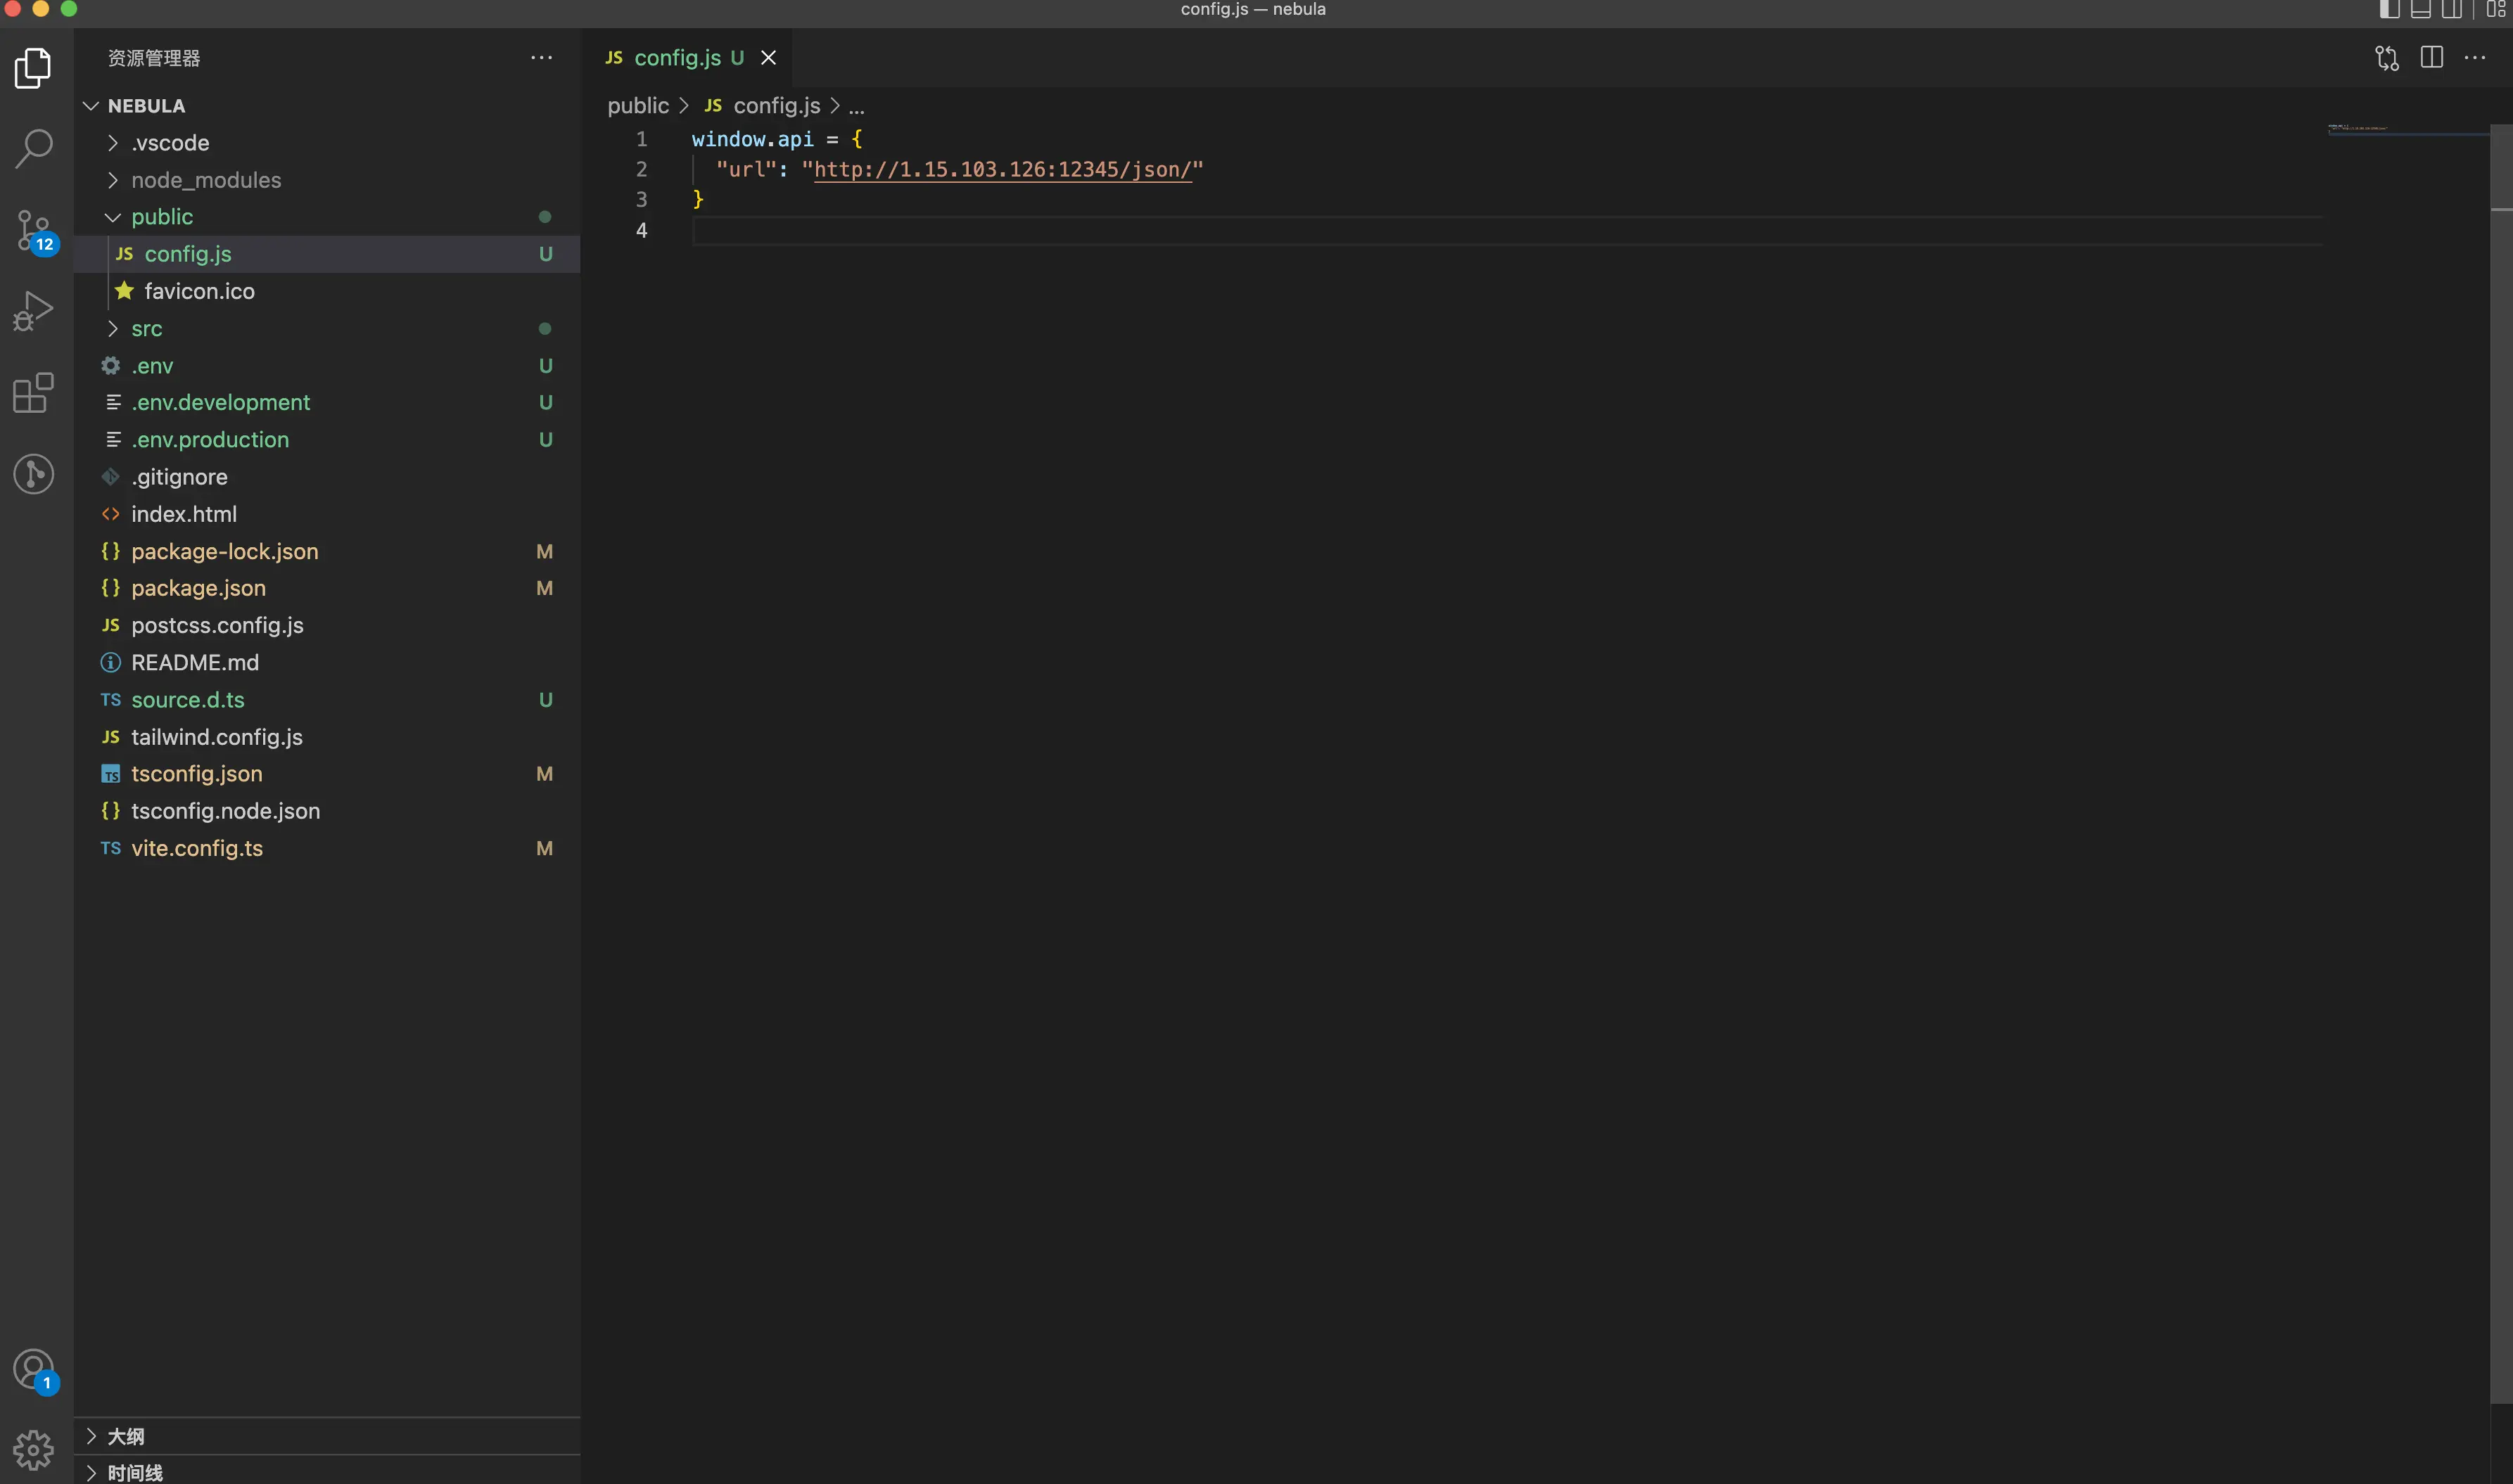 config.js — nebula
资源管理器
NEBULA
.vscode
node_modules
public
JS config.js U
favicon.ico
src
.env U
.env.development U
.env.production U
.gitignore
<> index.html
{} package-lock.json M
{} package.json M
JS postcss.config.js
README.md
TS source.d.ts U
JS tailwind.config.js
TS tsconfig.json M
{} tsconfig.node.json
TS vite.config.ts M
大纲
时间线
12
1
JS config.js U
public > JS config.js > ...
1 window.api = {
2 "url": "http://1.15.103.126:12345/json/"
3 }
4